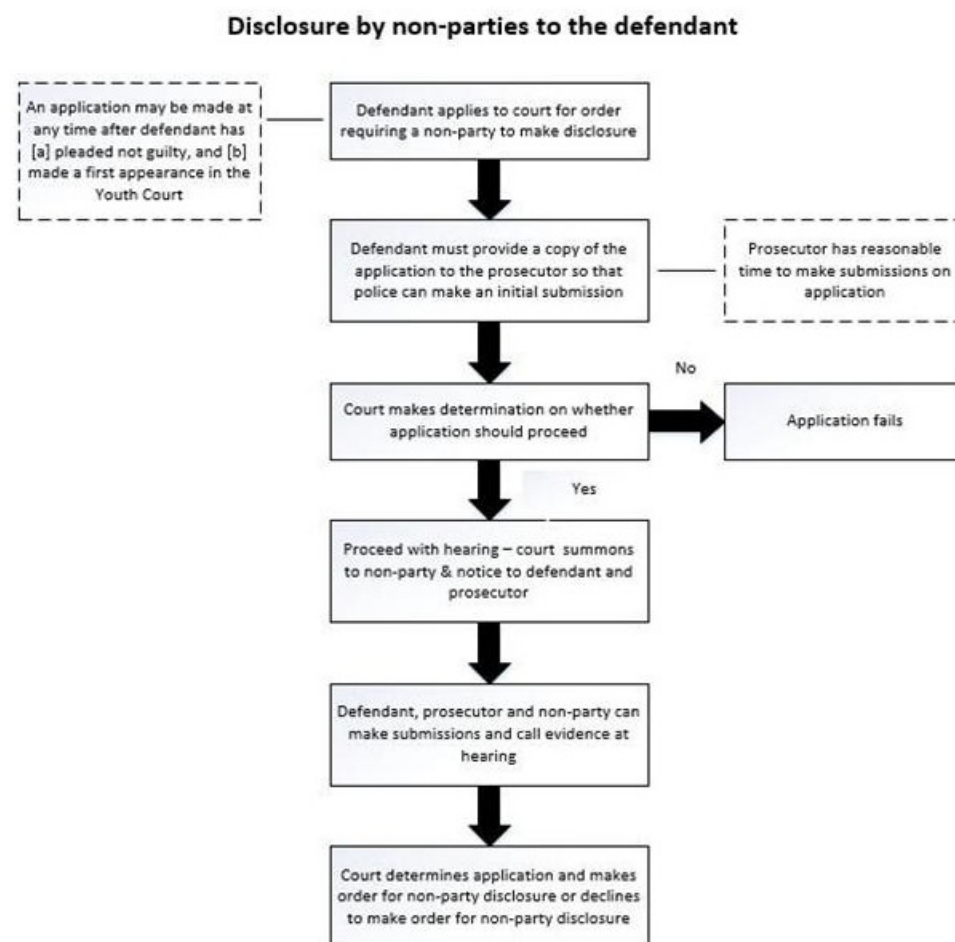 Disclosure by non-parties to the defendant
An application may be made at
any time after defendant has
[a] pleaded not guilty, and [b]
made a first appearance in the
Youth Court
Defendant applies to court for order
requiring a non-party to make disclosure
Defendant must provide a copy of the
application to the prosecutor so that
police can make an initial submission
Prosecutor has reasonable
time to make submissions on
application
Court makes determination on whether
application should proceed
No
Application fails
Yes
Proceed with hearing – court summons
to non-party & notice to defendant and
prosecutor
Defendant, prosecutor and non-party can
make submissions and call evidence at
hearing
Court determines application and makes
order for non-party disclosure or declines
to make order for non-party disclosure